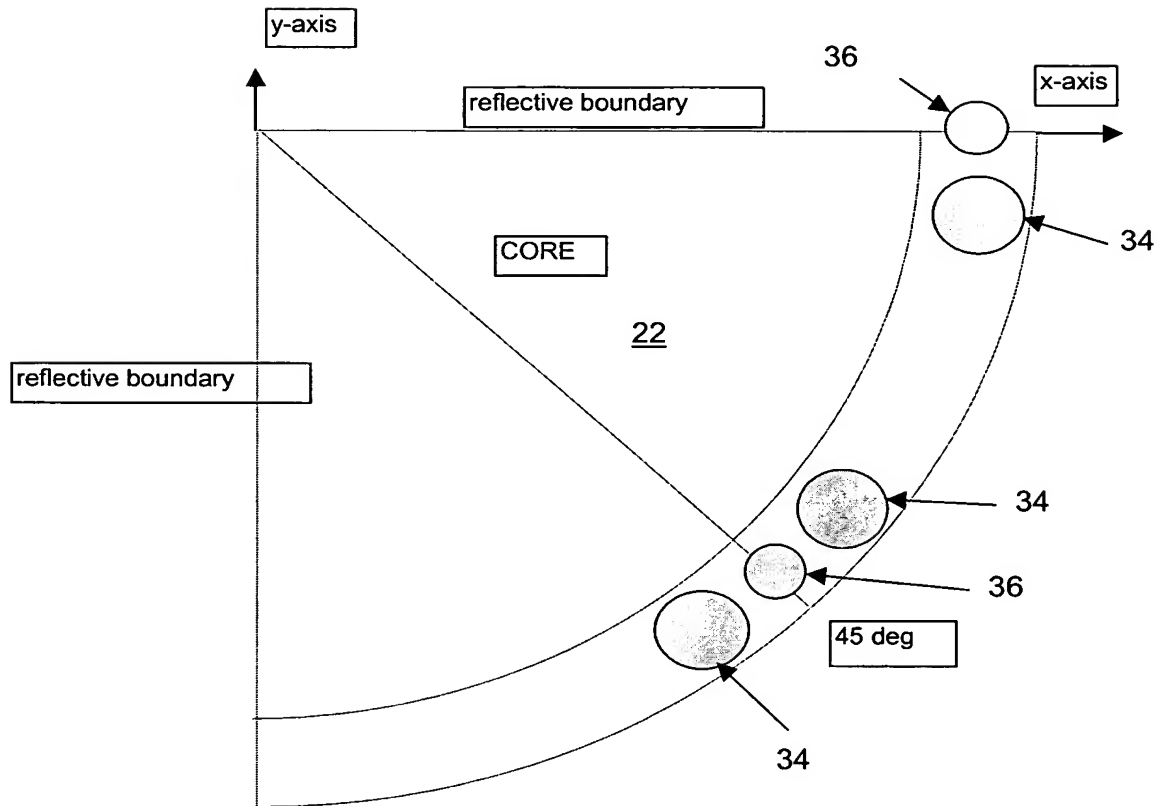 y-axis
36
x-axis
reflective boundary
34
CORE
22
reflective boundary
34
36
45 deg
34